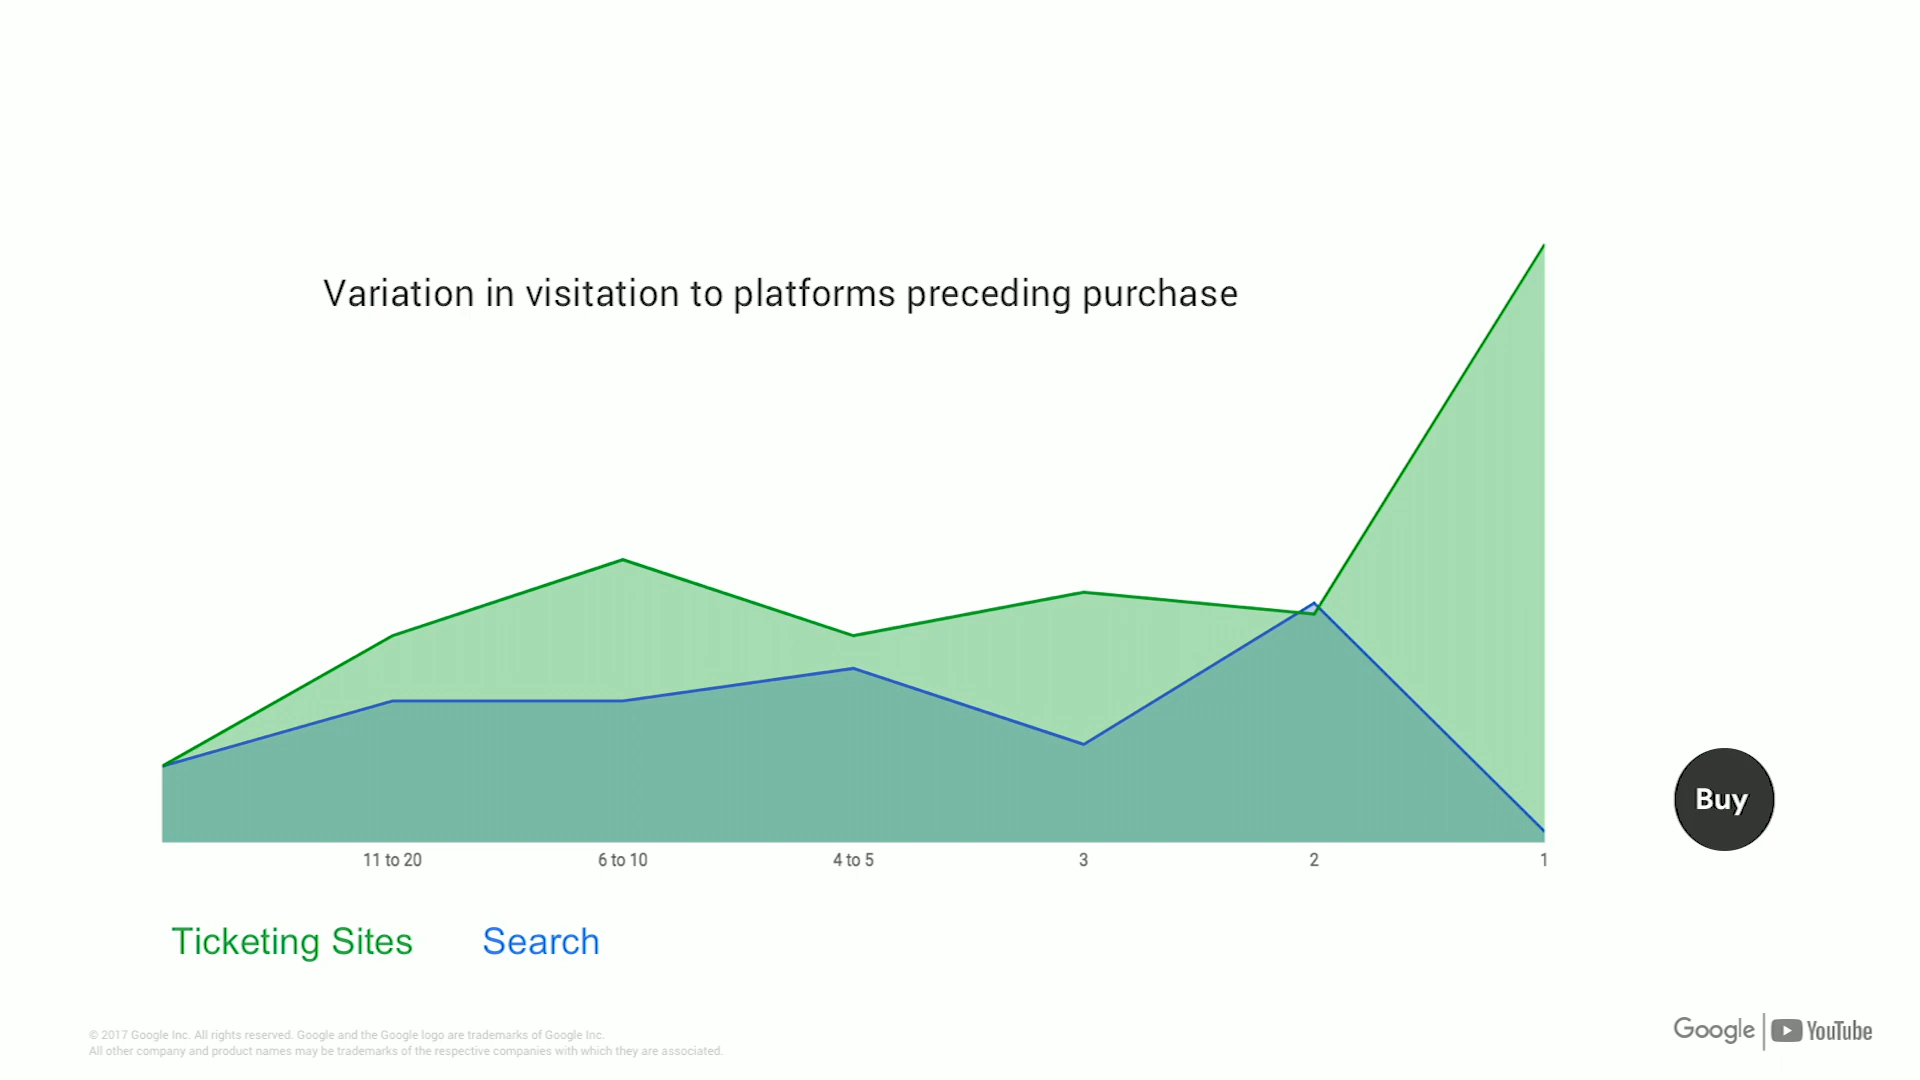 Variation in visitation to platforms preceding purchase
Buy
11 to 20
6 to 10
4 to 5
3
2
1
Ticketing Sites
Search
© 2017 Google Inc. All rights reserved. Google and the Google logo are trademarks of Google Inc.
All other company and product names may be trademarks of the respective companies with which they are associated.
Google | YouTube